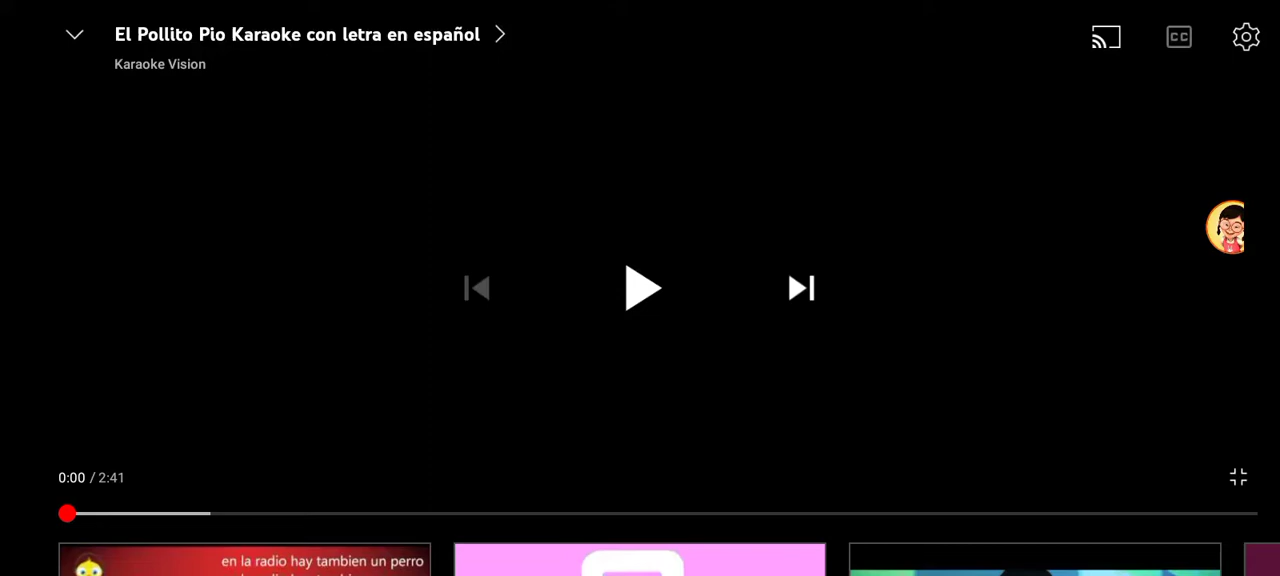 El Pollito Pio Karaoke con letra en español
Karaoke Vision
CC
0:00 / 2:41
en la radio hay tambien un perro